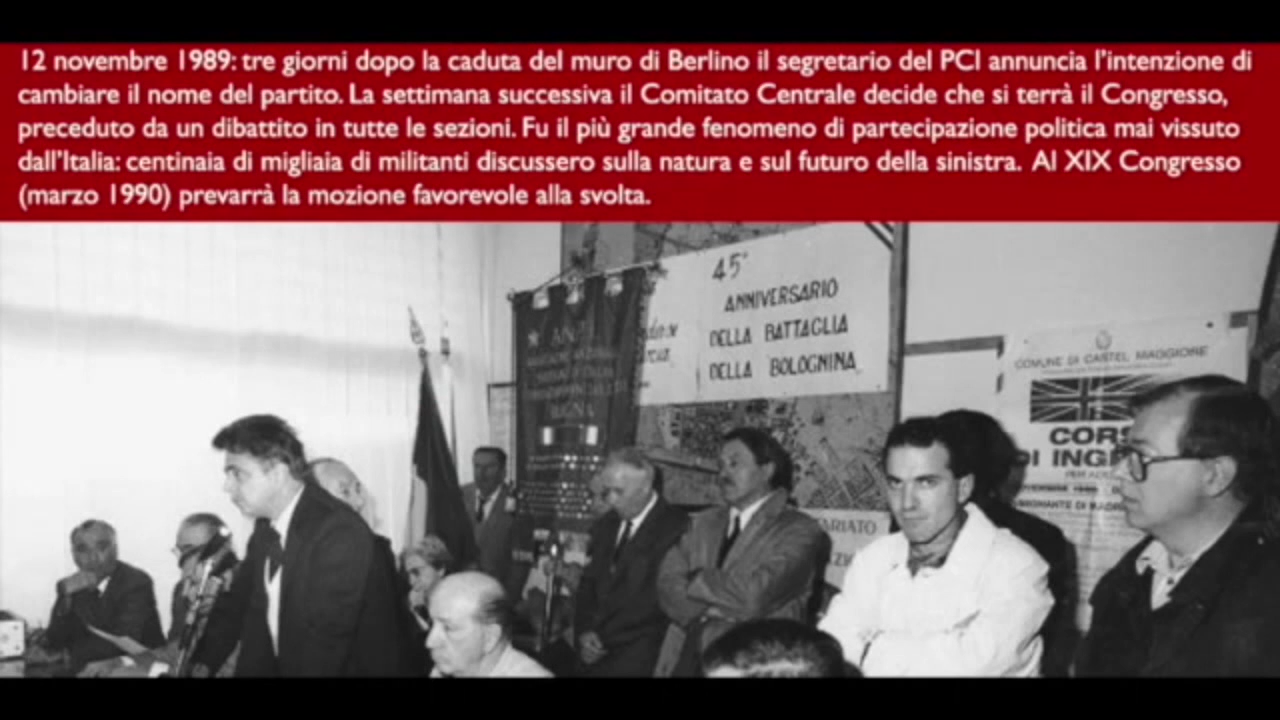 12 novembre 1989: tre giorni dopo la caduta del muro di Berlino il segretario del PCI annuncia l'intenzione di
cambiare il nome del partito. La settimana successiva il Comitato Centrale decide che si terrà il Congresso,
preceduto da un dibattito in tutte le sezioni. Fu il più grande fenomeno di partecipazione politica mai vissuto
dall'Italia: centinaia di migliaia di militanti discussero sulla natura e sul futuro della sinistra. Al XIX Congresso
(marzo 1990) prevarrà la mozione favorevole alla svolta.
45°
ANNIVERSARIO
DELLA BATTAGLIA
DELLA BOLOGNINA
COMUNE DI CASTEL MAGGIORE